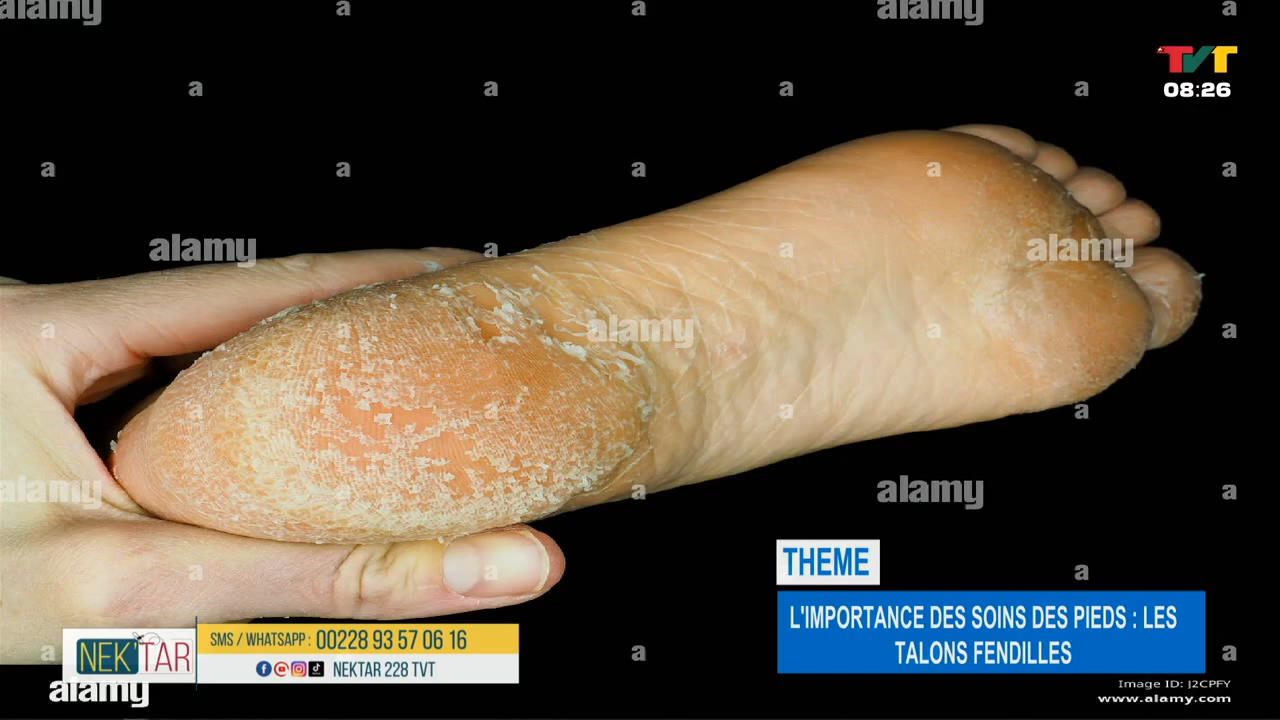 alamy
a
a
alamy
a
TVT
08:26
a
a
a
a
a
a
a
a
a
alamy
a
alamy
a
alamy
a
a
a
a
a
alamy
a
alamy
a
THEME
a
a
L'IMPORTANCE DES SOINS DES PIEDS : LES
TALONS FENDILLES
SMS / WHATSAPP : 00228 93 57 06 16
NEK'TAR
NEKTAR 228 TVT
a
a
a
alamy
Image ID: J2CPFY
www.alamy.com